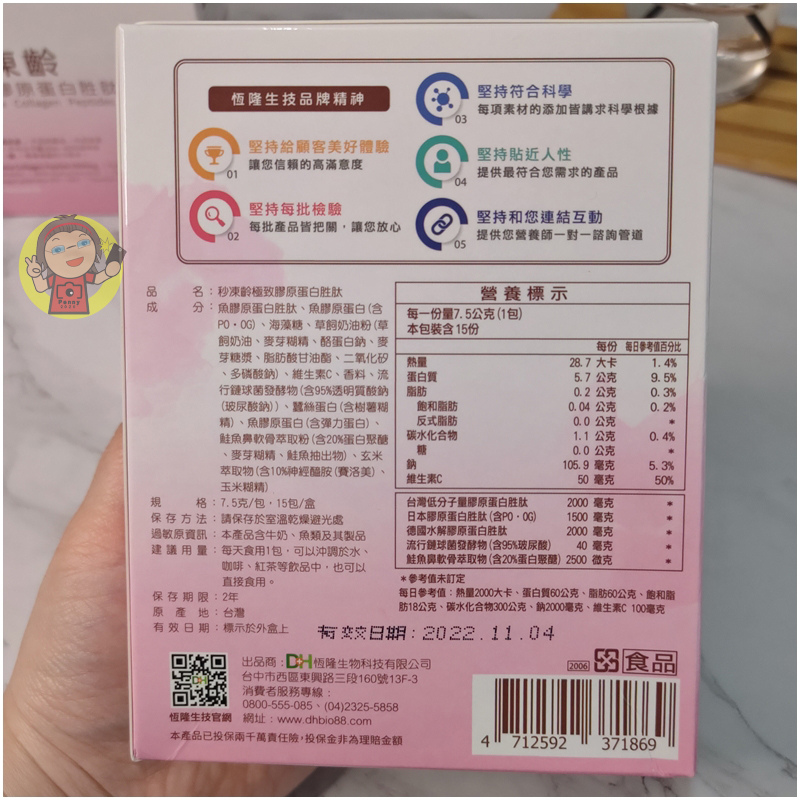 凍齡
膠原蛋白胜肽
Collagen Peptides
恆隆生技品牌精神
01
堅持給顧客美好體驗
讓您信賴的高滿意度
02
堅持每批檢驗
每批產品皆把關，讓您放心
03
堅持符合科學
每項素材的添加皆講求科學根據
04
堅持貼近人性
提供最符合您需求的產品
05
堅持和您連結互動
提供您營養師一對一諮詢管道
Penny
品名：秒凍齡極致膠原蛋白胜肽
成分：魚膠原蛋白胜肽、魚膠原蛋白(含
PO‧OG)、海藻糖、草飼奶油粉(草
飼奶油、麥芽糊精、酪蛋白鈉、麥
芽糖漿、脂肪酸甘油酯、二氧化矽
、多磷酸鈉)、維生素C、香料、流
行鏈球菌發酵物(含95%透明質酸鈉
(玻尿酸鈉))、蠶絲蛋白(含樹薯糊
精)、魚膠原蛋白(含彈力蛋白)、
鮭魚鼻軟骨萃取粉(含20%蛋白聚醣
、麥芽糊精、鮭魚抽出物)、玄米
萃取物(含10%神經醯胺(賽洛美)、
玉米糊精)
規格：7.5克/包，15包/盒
保存方法：請保存於室溫乾燥避光處
過敏原資訊：本產品含牛奶、魚類及其製品
建議用量：每天食用1包，可以沖調於水、
咖啡、紅茶等飲品中，也可以
直接食用。
保存期限：2年
原產地：台灣
有效日期：標示於外盒上
營養標示
每一份量7.5公克(1包)
本包裝含15份
每份 每日參考值百分比
熱量 28.7 大卡 1.4%
蛋白質 5.7 公克 9.5%
脂肪 0.2 公克 0.3%
飽和脂肪 0.04 公克 0.2%
反式脂肪 0.0 公克 *
碳水化合物 1.1 公克 0.4%
糖 0.0 公克 *
鈉 105.9 毫克 5.3%
維生素C 50 毫克 50%
台灣低分子量膠原蛋白胜肽 2000 毫克 *
日本膠原蛋白胜肽(含PO‧OG) 1500 毫克 *
德國水解膠原蛋白胜肽 2000 毫克 *
流行鏈球菌發酵物(含95%玻尿酸) 40 毫克 *
鮭魚鼻軟骨萃取物(含20%蛋白聚醣) 2500 微克 *
*參考值未訂定
每日參考值：熱量2000大卡、蛋白質60公克、脂肪60公克、飽和脂
肪18公克、碳水化合物300公克、鈉2000毫克、維生素C 100毫克
有效日期：2022.11.04
出品商：DH恆隆生物科技有限公司
台中市西區東興路三段160號13F-3
消費者服務專線：
0800-555-085、(04)2325-5858
網址：www.dhbio88.com
恆隆生技官網
本產品已投保兩千萬責任險，投保金非為理賠金額
2006
食品
4 712592 371869